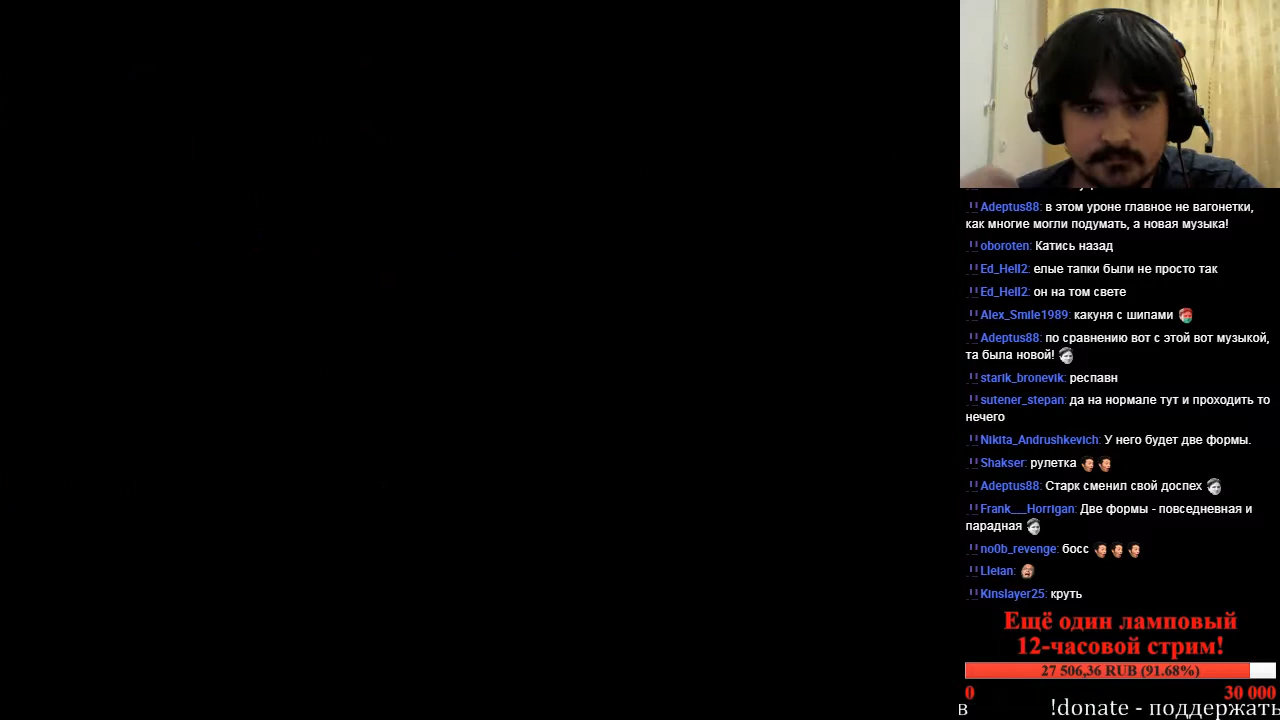 Adeptus88: в этом уроне главное не вагонетки,
как многие могли подумать, а новая музыка!
oboroten: Катись назад
Ed_Hell2: елые тапки были не просто так
Ed_Hell2: он на том свете
Alex_Smile1989: какуня с шипами
Adeptus88: по сравнению вот с этой вот музыкой,
та была новой!
starik_bronevik: респавн
sutener_stepan: да на нормале тут и проходить то
нечего
Nikita_Andrushkevich: У него будет две формы.
Shakser: рулетка
Adeptus88: Старк сменил свой доспех
Frank__Horrigan: Две формы - повседневная и
парадная
no0b_revenge: босс
Lleian:
Kinslayer25: круть
Ещё один ламповый
12-часовой стрим!
27 506,36 RUB (91.68%)
0 30 000
в !donate - поддержать